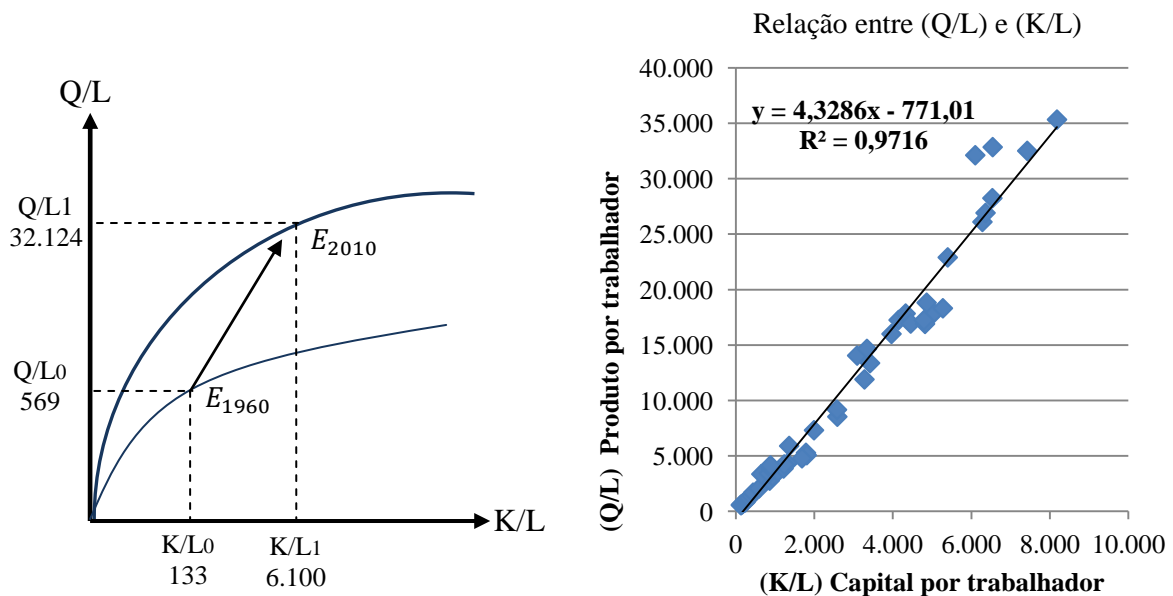 Q/L
Q/L1
32.124
E2010
Q/L0
569
E1960
K/L
K/L0
133
K/L1
6.100
Relação entre (Q/L) e (K/L)
y = 4,3286x - 771,01
R² = 0,9716
(Q/L) Produto por trabalhador
40.000
35.000
30.000
25.000
20.000
15.000
10.000
5.000
0
0 2.000 4.000 6.000 8.000 10.000
(K/L) Capital por trabalhador